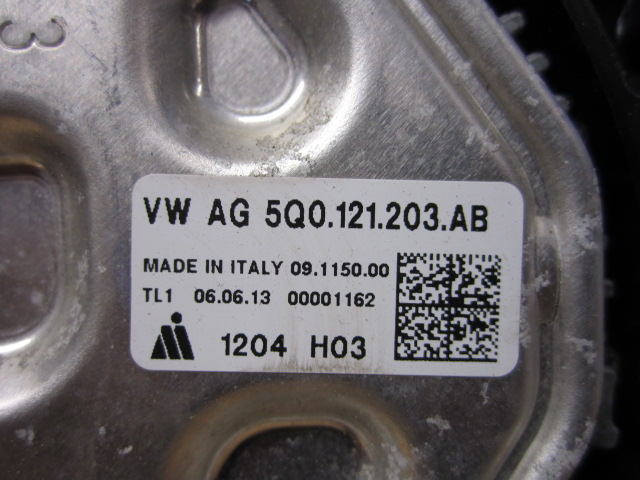 3
VW AG 5Q0.121.203.AB
MADE IN ITALY 09.1150.00
TL1 06.06.13 00001162
1204 H03